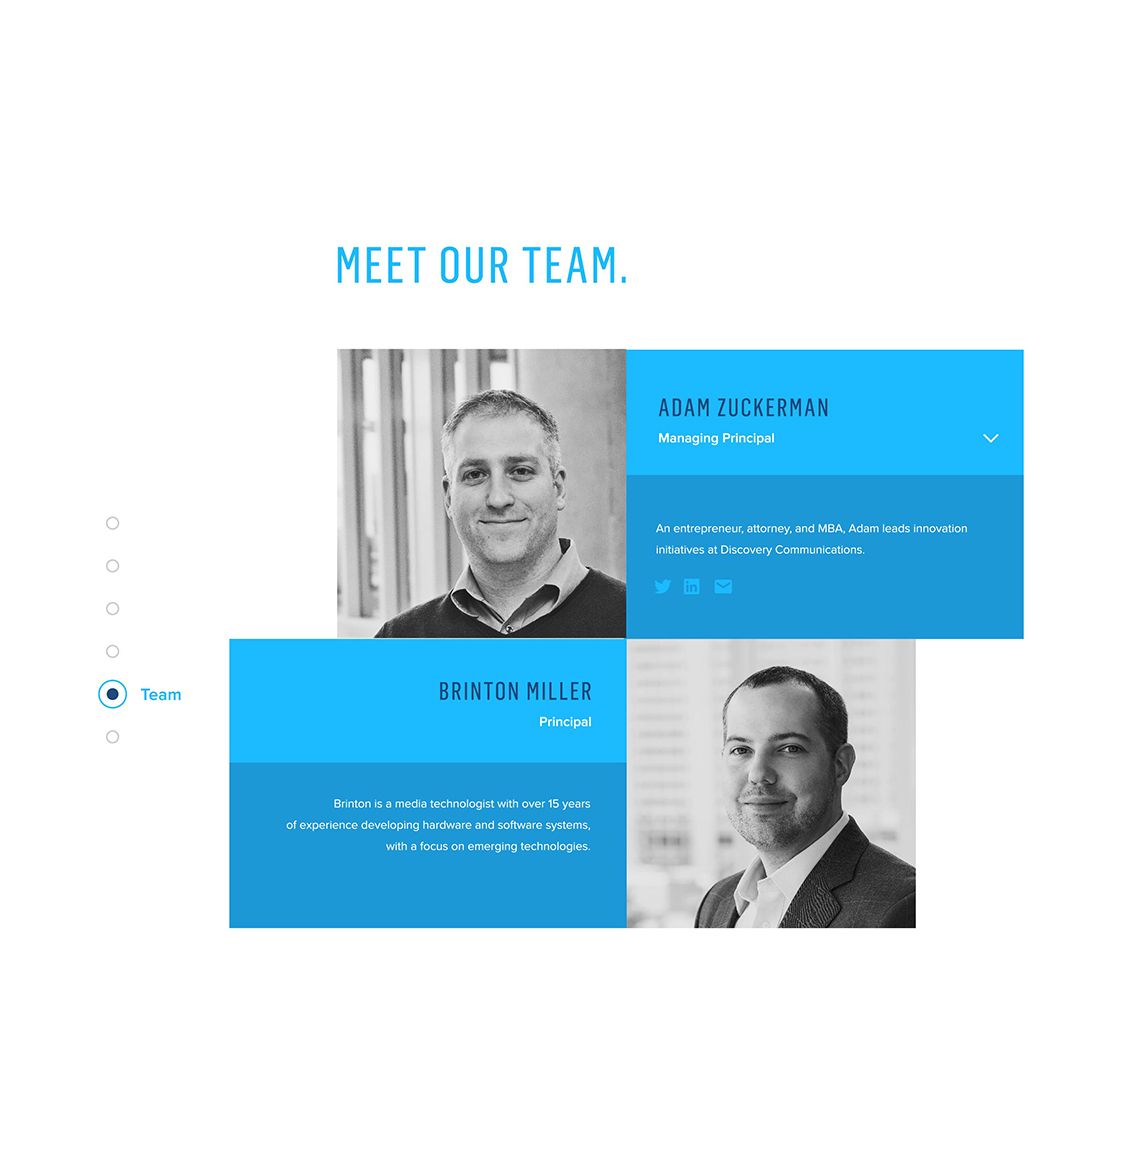 MEET OUR TEAM.
ADAM ZUCKERMAN
Managing Principal
An entrepreneur, attorney, and MBA, Adam leads innovation
initiatives at Discovery Communications.
in
Team
BRINTON MILLER
Principal
Brinton is a media technologist with over 15 years
of experience developing hardware and software systems,
with a focus on emerging technologies.